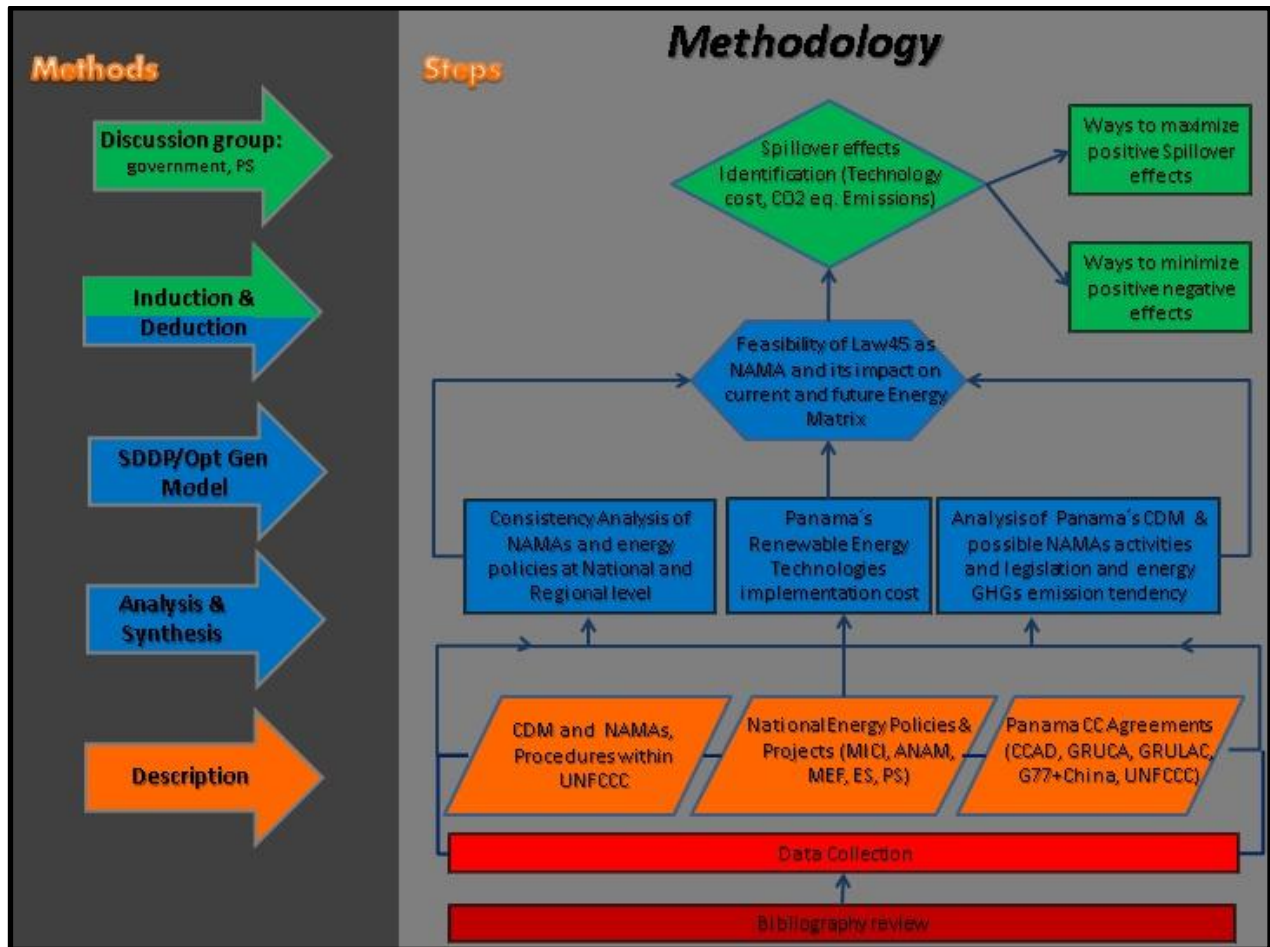 Methodology
Methods
Steps
Discussion group:
government, PS
Induction &
Deduction
SDDP/Opt Gen
Model
Analysis &
Synthesis
Description
Spillover effects
Identification (Technology
cost, CO2 eq. Emissions)
Ways to maximize
positive Spillover
effects
Ways to minimize
positive negative
effects
Feasibility of Law45 as
NAMA and its impact on
current and future Energy
Matrix
Consistency Analysis of
NAMAs and energy
policies at National and
Regional level
Panama´s
Renewable Energy
Technologies
implementation cost
Analysis of Panama´s CDM &
possible NAMAs activities
and legislation and energy
GHGs emission tendency
CDM and NAMAs,
Procedures within
UNFCCC
National Energy Policies &
Projects (MICI, ANAM,
MEF, ES, PS)
Panama CC Agreements
(CCAD, GRUCA, GRULAC,
G77+China, UNFCCC)
Data Collection
Bibliography review